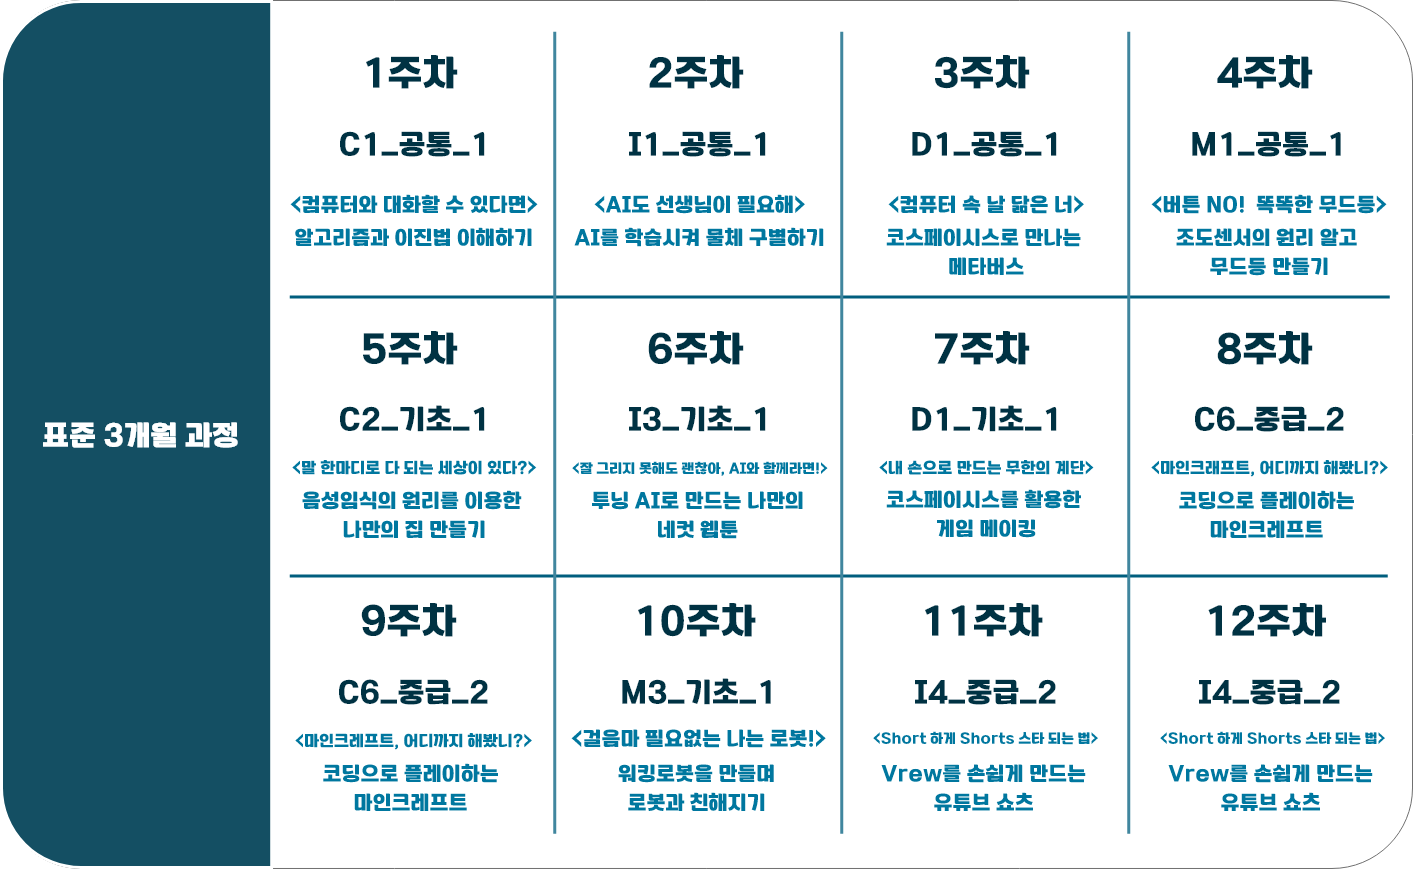 표준 3개월 과정
1주차
C1_공통_1
<컴퓨터와 대화할 수 있다면>
알고리즘과 이진법 이해하기
2주차
I1_공통_1
<AI도 선생님이 필요해>
AI를 학습시켜 물체 구별하기
3주차
D1_공통_1
<컴퓨터 속 날 닮은 너>
코스페이시스로 만나는
메타버스
4주차
M1_공통_1
<버튼 NO! 똑똑한 무드등>
조도센서의 원리 알고
무드등 만들기
5주차
C2_기초_1
<말 한마디로 다 되는 세상이 있다?>
음성임식의 원리를 이용한
나만의 집 만들기
6주차
I3_기초_1
<잘 그리지 못해도 괜찮아, AI와 함께라면!>
투닝 AI로 만드는 나만의
네컷 웹툰
7주차
D1_기초_1
<내 손으로 만드는 무한의 계단>
코스페이시스를 활용한
게임 메이킹
8주차
C6_중급_2
<마인크래프트, 어디까지 해봤니?>
코딩으로 플레이하는
마인크레프트
9주차
C6_중급_2
<마인크레프트, 어디까지 해봤니?>
코딩으로 플레이하는
마인크레프트
10주차
M3_기초_1
<걸음마 필요없는 나는 로봇!>
워킹로봇을 만들며
로봇과 친해지기
11주차
I4_중급_2
<Short 하게 Shorts 스타 되는 법>
Vrew를 손쉽게 만드는
유튜브 쇼츠
12주차
I4_중급_2
<Short 하게 Shorts 스타 되는 법>
Vrew를 손쉽게 만드는
유튜브 쇼츠